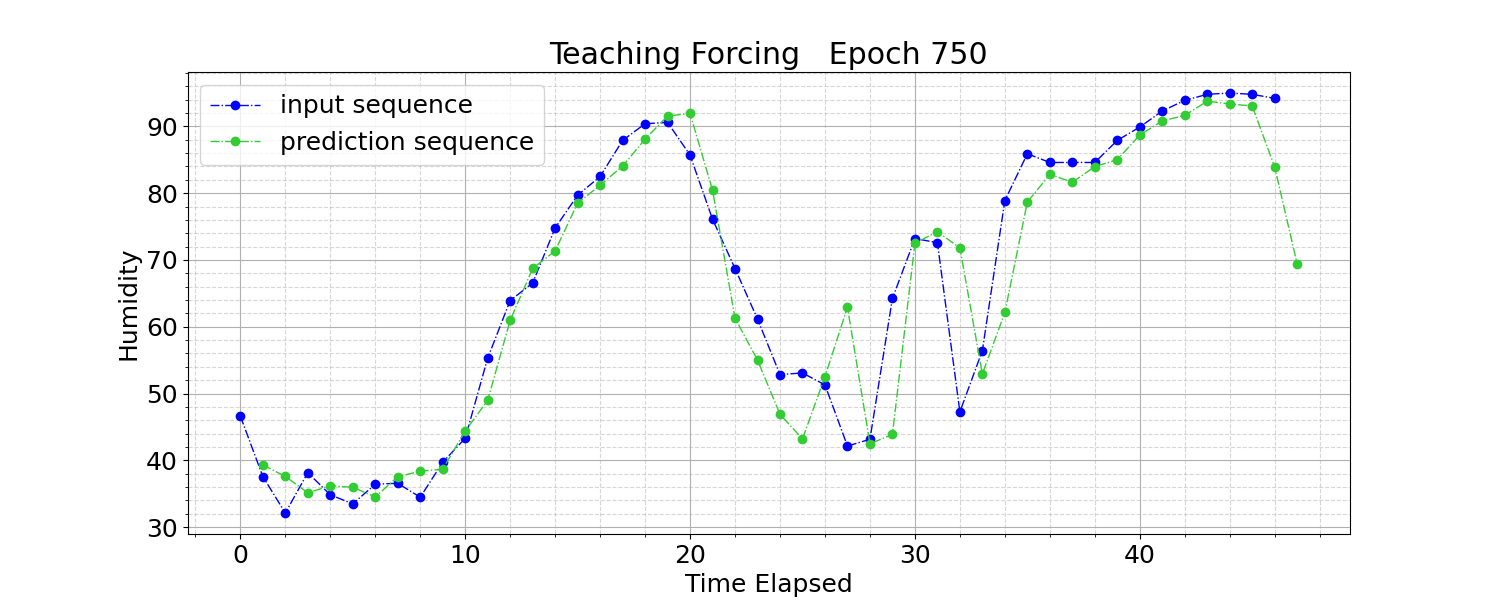 Teaching Forcing   Epoch 750
input sequence
prediction sequence
Humidity
90
80
70
60
50
40
30
0 10 20 30 40
Time Elapsed